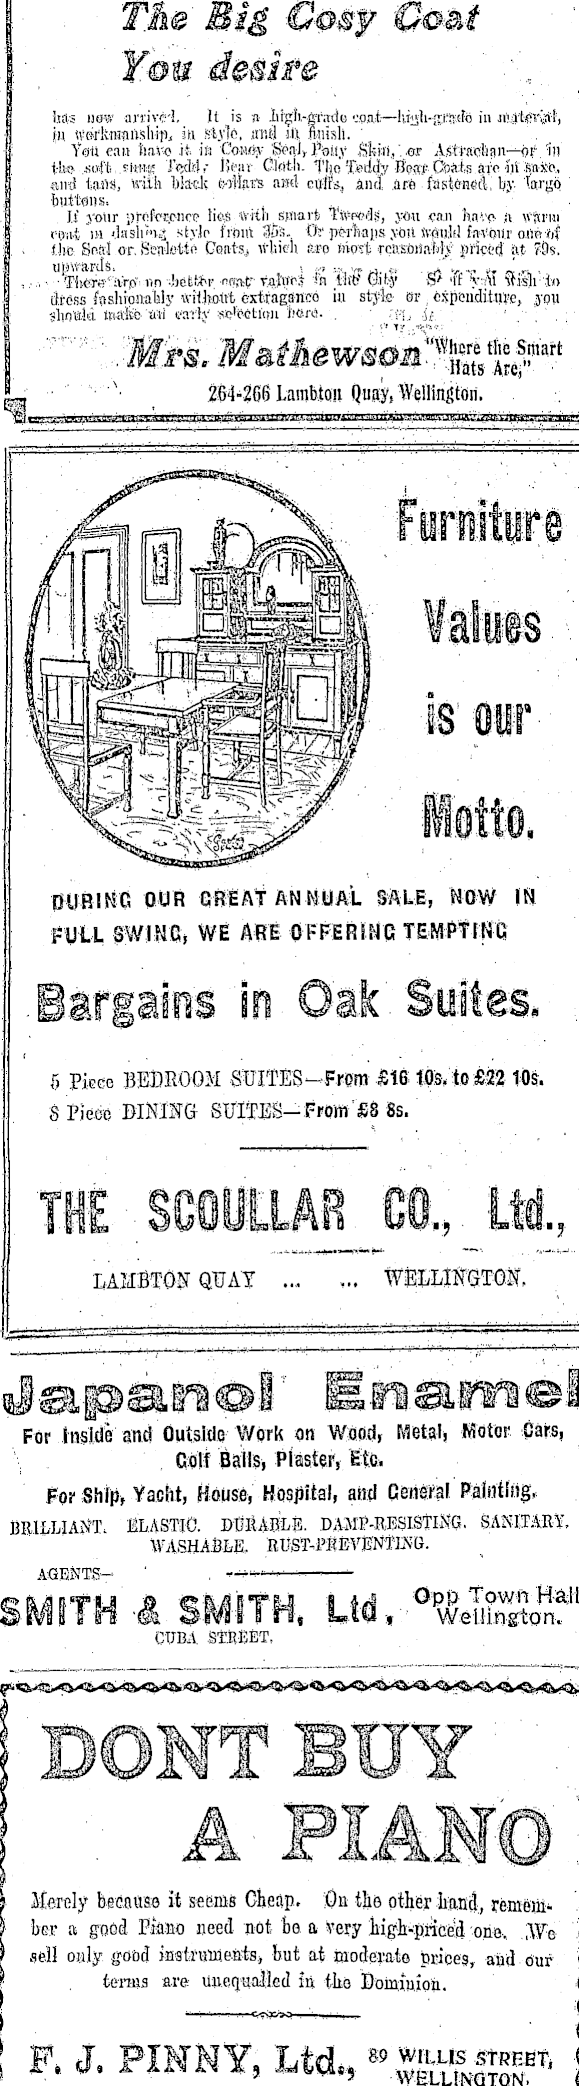 The Big Cosy Coat
You desire
has now arrived. It is a high-grade coat—high-grade in material,
in workmanship, in style, and in finish.
You can have it in Coney Seal, Pony Skin, or Astrachan—or in
the soft snug Teddy Bear Cloth. The Teddy Bear Coats are in saxe,
and tans, with black collars and cuffs, and are fastened by large
buttons.
If your preference lies with smart Tweeds, you can have a warm
coat in dashing style from 35s. Or perhaps you would favour one of
the Seal or Sealette Coats, which are most reasonably priced at 79s.
upwards.
There are no better coat values in the City So if you wish to
dress fashionably without extragance in style or expenditure, you
should make an early selection here.
Mrs. Mathewson "Where the Smart
Hats Are,"
264-266 Lambton Quay, Wellington.
Furniture
Values
is our
Motto.
DURING OUR GREAT ANNUAL SALE, NOW IN
FULL SWING, WE ARE OFFERING TEMPTING
Bargains in Oak Suites.
5 Piece BEDROOM SUITES—From £16 10s. to £22 10s.
8 Piece DINING SUITES—From £8 8s.
THE SCOULLAR CO., Ltd.,
LAMBTON QUAY ... ... WELLINGTON.
Japanol Enamel
For Inside and Outside Work on Wood, Metal, Motor Cars,
Golf Balls, Plaster, Etc.
For Ship, Yacht, House, Hospital, and General Painting.
BRILLIANT. ELASTIC. DURABLE. DAMP-RESISTING. SANITARY.
WASHABLE. RUST-PREVENTING.
AGENTS—
SMITH & SMITH, Ltd, Opp Town Hall
Wellington.
CUBA STREET.
DONT BUY
A PIANO
Merely because it seems Cheap. On the other hand, remem-
ber a good Piano need not be a very high-priced one. We
sell only good instruments, but at moderate prices, and our
terms are unequalled in the Dominion.
F. J. PINNY, Ltd., 89 WILLIS STREET,
WELLINGTON.